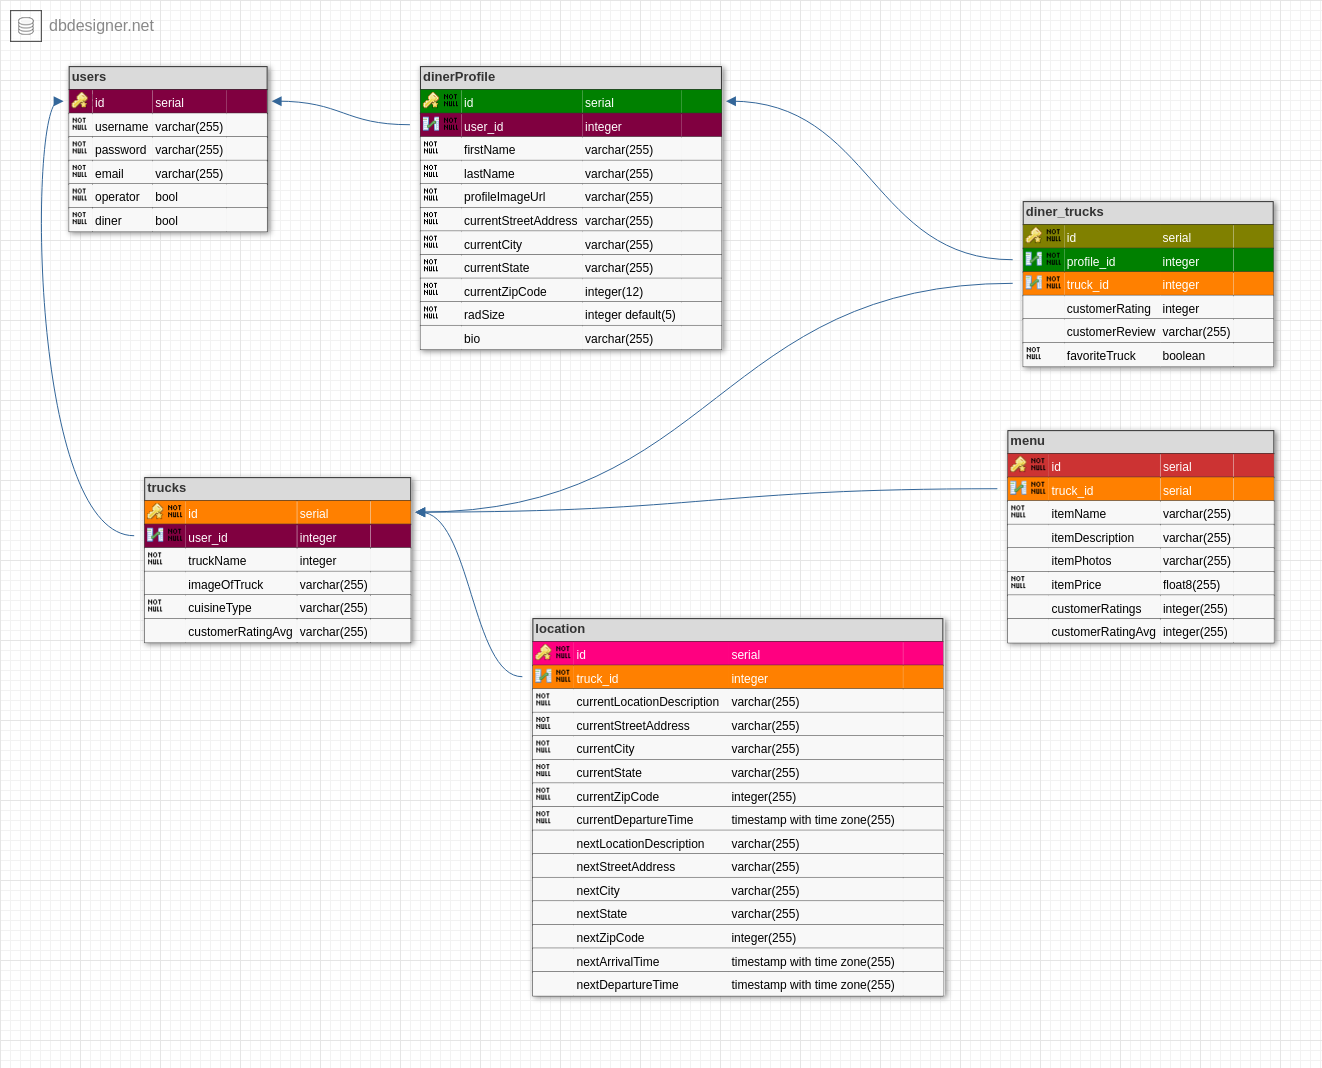 dbdesigner.net
users
id serial
NOT NULL username varchar(255)
NOT NULL password varchar(255)
NOT NULL email varchar(255)
NOT NULL operator bool
NOT NULL diner bool
dinerProfile
NOT NULL id serial
NOT NULL user_id integer
NOT NULL firstName varchar(255)
NOT NULL lastName varchar(255)
NOT NULL profileImageUrl varchar(255)
NOT NULL currentStreetAddress varchar(255)
NOT NULL currentCity varchar(255)
NOT NULL currentState varchar(255)
NOT NULL currentZipCode integer(12)
NOT NULL radSize integer default(5)
bio varchar(255)
diner_trucks
NOT NULL id serial
NOT NULL profile_id integer
NOT NULL truck_id integer
customerRating integer
customerReview varchar(255)
NOT NULL favoriteTruck boolean
menu
NOT NULL id serial
NOT NULL truck_id serial
NOT NULL itemName varchar(255)
itemDescription varchar(255)
itemPhotos varchar(255)
NOT NULL itemPrice float8(255)
customerRatings integer(255)
customerRatingAvg integer(255)
trucks
NOT NULL id serial
NOT NULL user_id integer
NOT NULL truckName integer
imageOfTruck varchar(255)
NOT NULL cuisineType varchar(255)
customerRatingAvg varchar(255)
location
NOT NULL id serial
NOT NULL truck_id integer
NOT NULL currentLocationDescription varchar(255)
NOT NULL currentStreetAddress varchar(255)
NOT NULL currentCity varchar(255)
NOT NULL currentState varchar(255)
NOT NULL currentZipCode integer(255)
NOT NULL currentDepartureTime timestamp with time zone(255)
nextLocationDescription varchar(255)
nextStreetAddress varchar(255)
nextCity varchar(255)
nextState varchar(255)
nextZipCode integer(255)
nextArrivalTime timestamp with time zone(255)
nextDepartureTime timestamp with time zone(255)